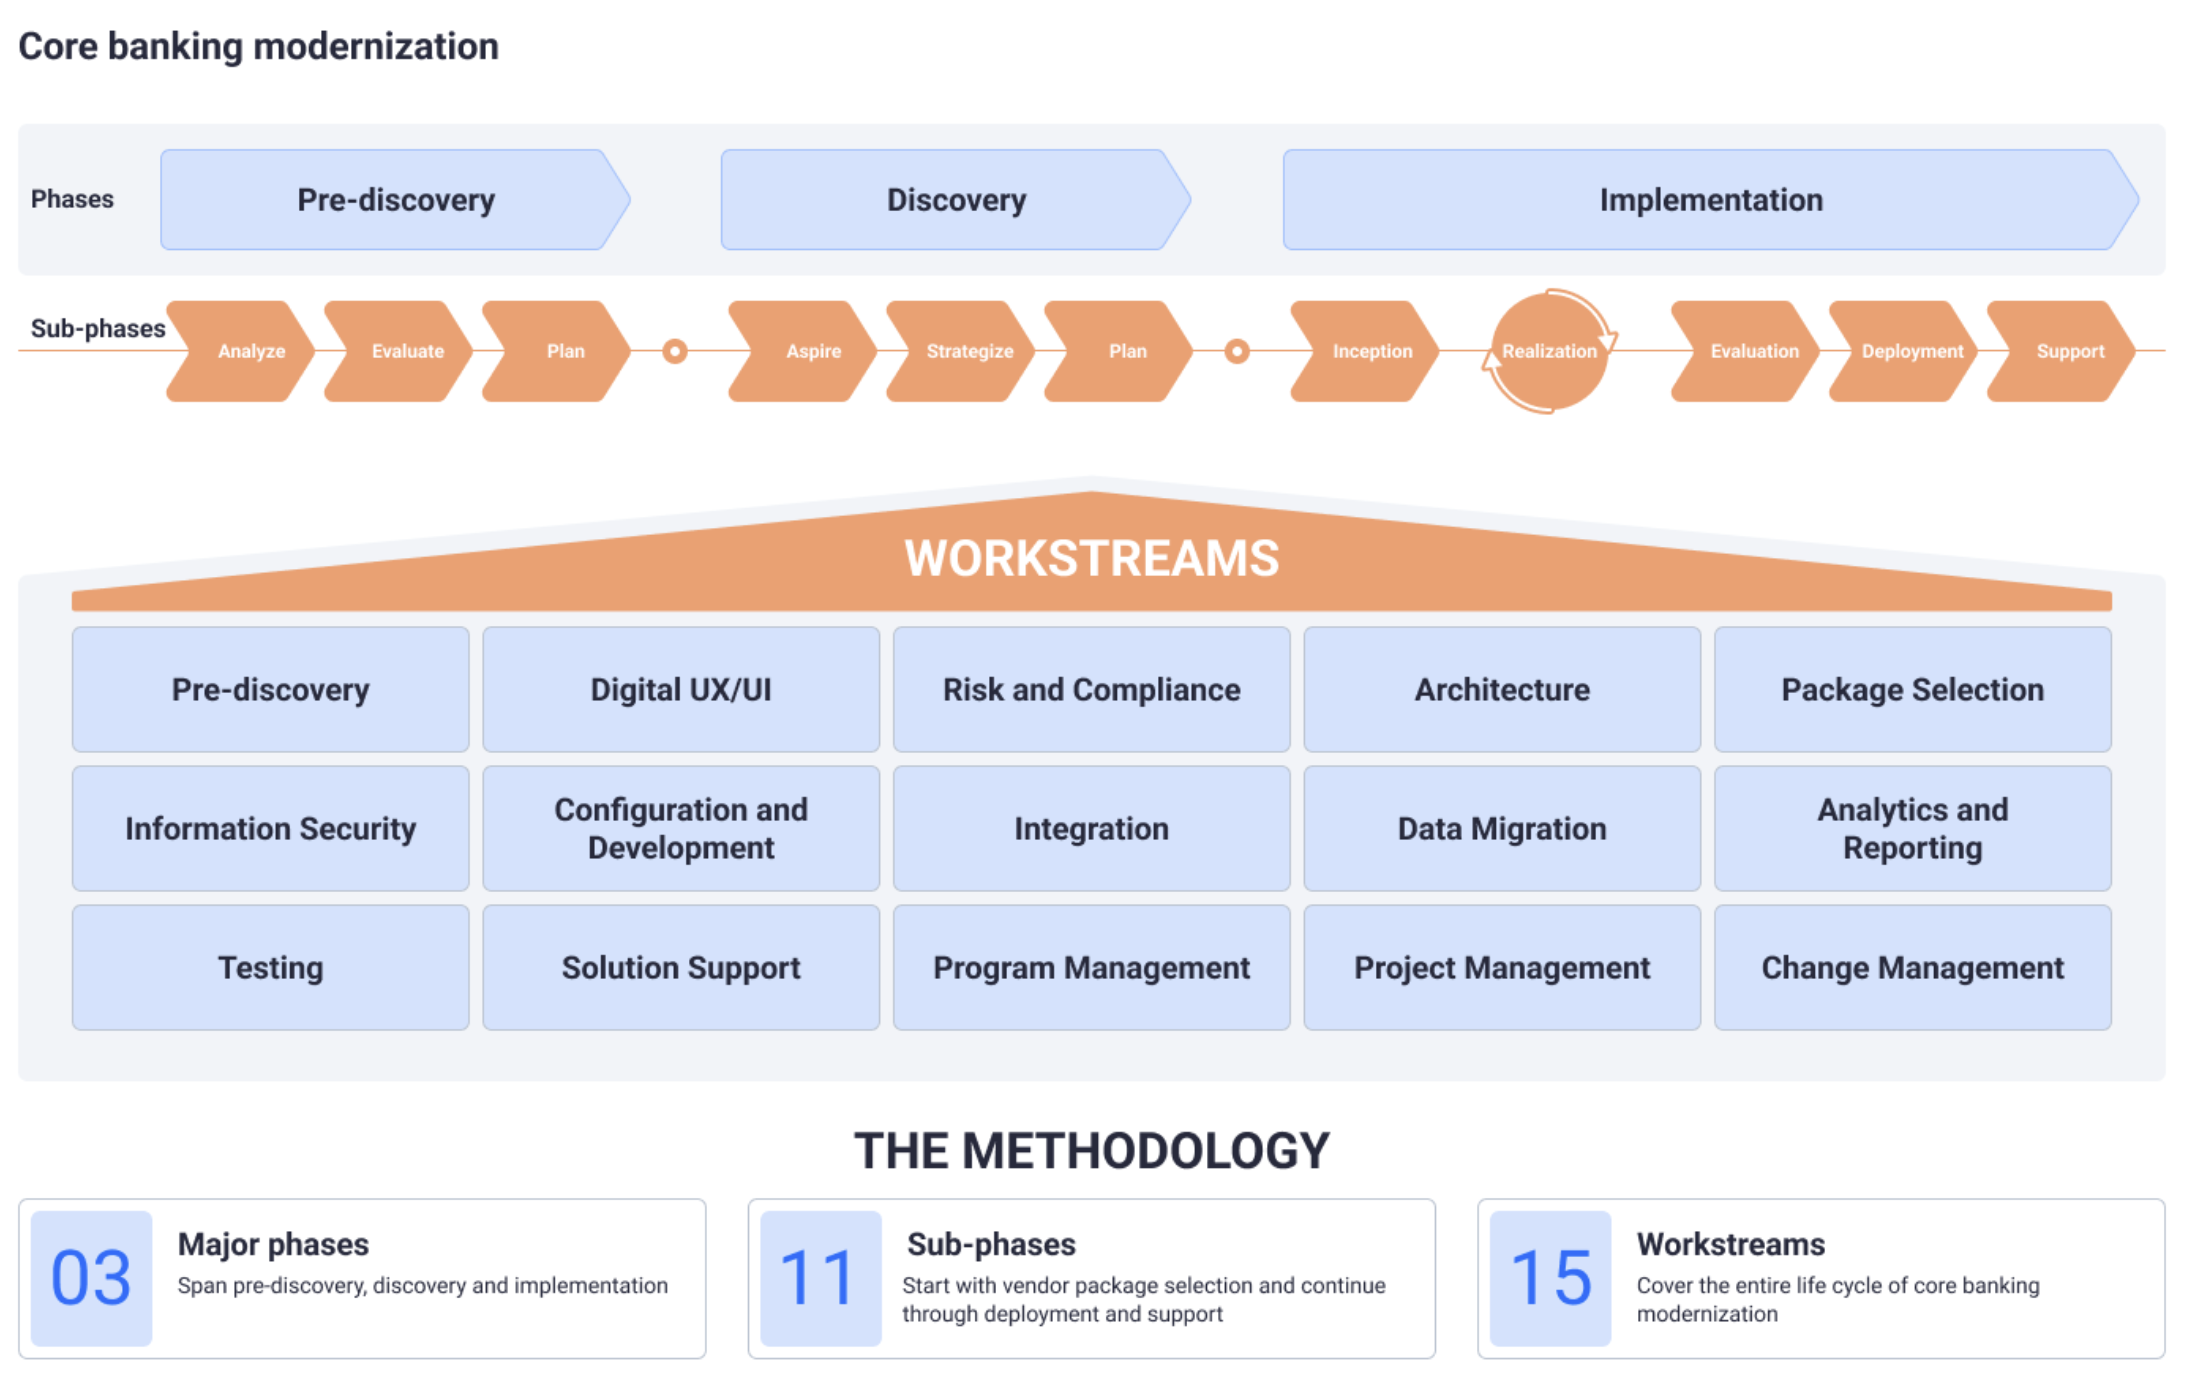 Core banking modernization
Phases
Pre-discovery
Discovery
Implementation
Sub-phases
Analyze
Evaluate
Plan
Aspire
Strategize
Plan
Inception
Realization
Evaluation
Deployment
Support
WORKSTREAMS
Pre-discovery
Digital UX/UI
Risk and Compliance
Architecture
Package Selection
Information Security
Configuration and
Development
Integration
Data Migration
Analytics and
Reporting
Testing
Solution Support
Program Management
Project Management
Change Management
THE METHODOLOGY
03
Major phases
Span pre-discovery, discovery and implementation
11
Sub-phases
Start with vendor package selection and continue
through deployment and support
15
Workstreams
Cover the entire life cycle of core banking
modernization